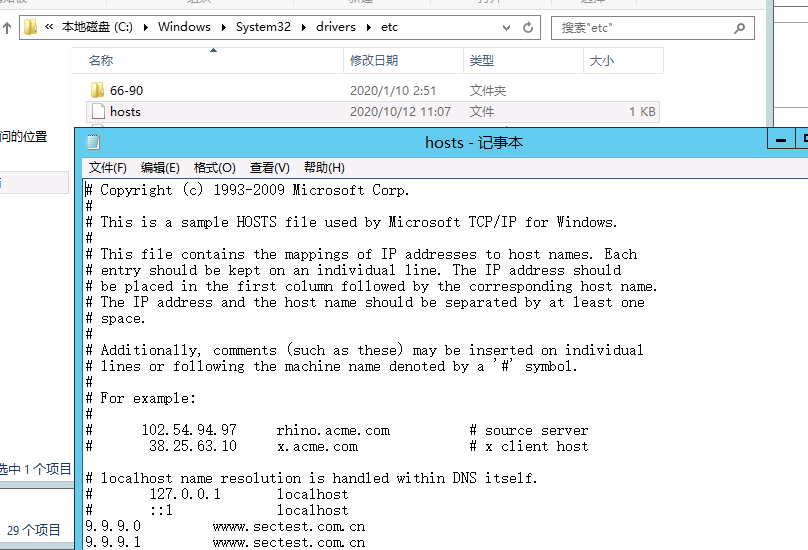 « 本地磁盘 (C:) ▸ Windows ▸ System32 ▸ drivers ▸ etc
搜索"etc"
名称 修改日期 类型 大小
66-90 2020/1/10 2:51 文件夹
hosts 2020/10/12 11:07 文件 1 KB
问的位置
hosts - 记事本
文件(F) 编辑(E) 格式(O) 查看(V) 帮助(H)
# Copyright (c) 1993-2009 Microsoft Corp.
#
# This is a sample HOSTS file used by Microsoft TCP/IP for Windows.
#
# This file contains the mappings of IP addresses to host names. Each
# entry should be kept on an individual line. The IP address should
# be placed in the first column followed by the corresponding host name.
# The IP address and the host name should be separated by at least one
# space.
#
# Additionally, comments (such as these) may be inserted on individual
# lines or following the machine name denoted by a '#' symbol.
#
# For example:
#
# 102.54.94.97 rhino.acme.com # source server
# 38.25.63.10 x.acme.com # x client host
# localhost name resolution is handled within DNS itself.
# 127.0.0.1 localhost
# ::1 localhost
9.9.9.0 wwww.sectest.com.cn
9.9.9.1 wwww.sectest.com.cn
选中 1 个项目
29 个项目